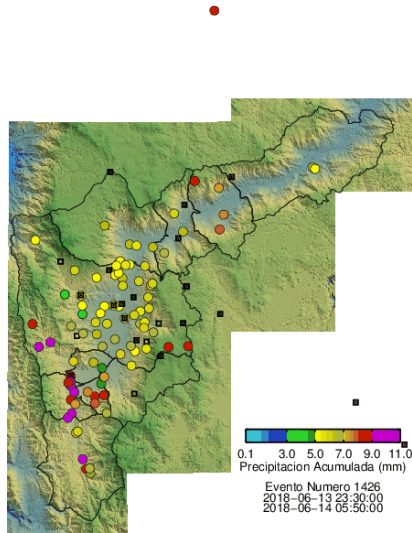 0.1 3.0 5.0 7.0 9.0 11.0
Precipitacion Acumulada (mm)
Evento Numero 1426
2018-06-13 23:30:00
2018-06-14 05:50:00